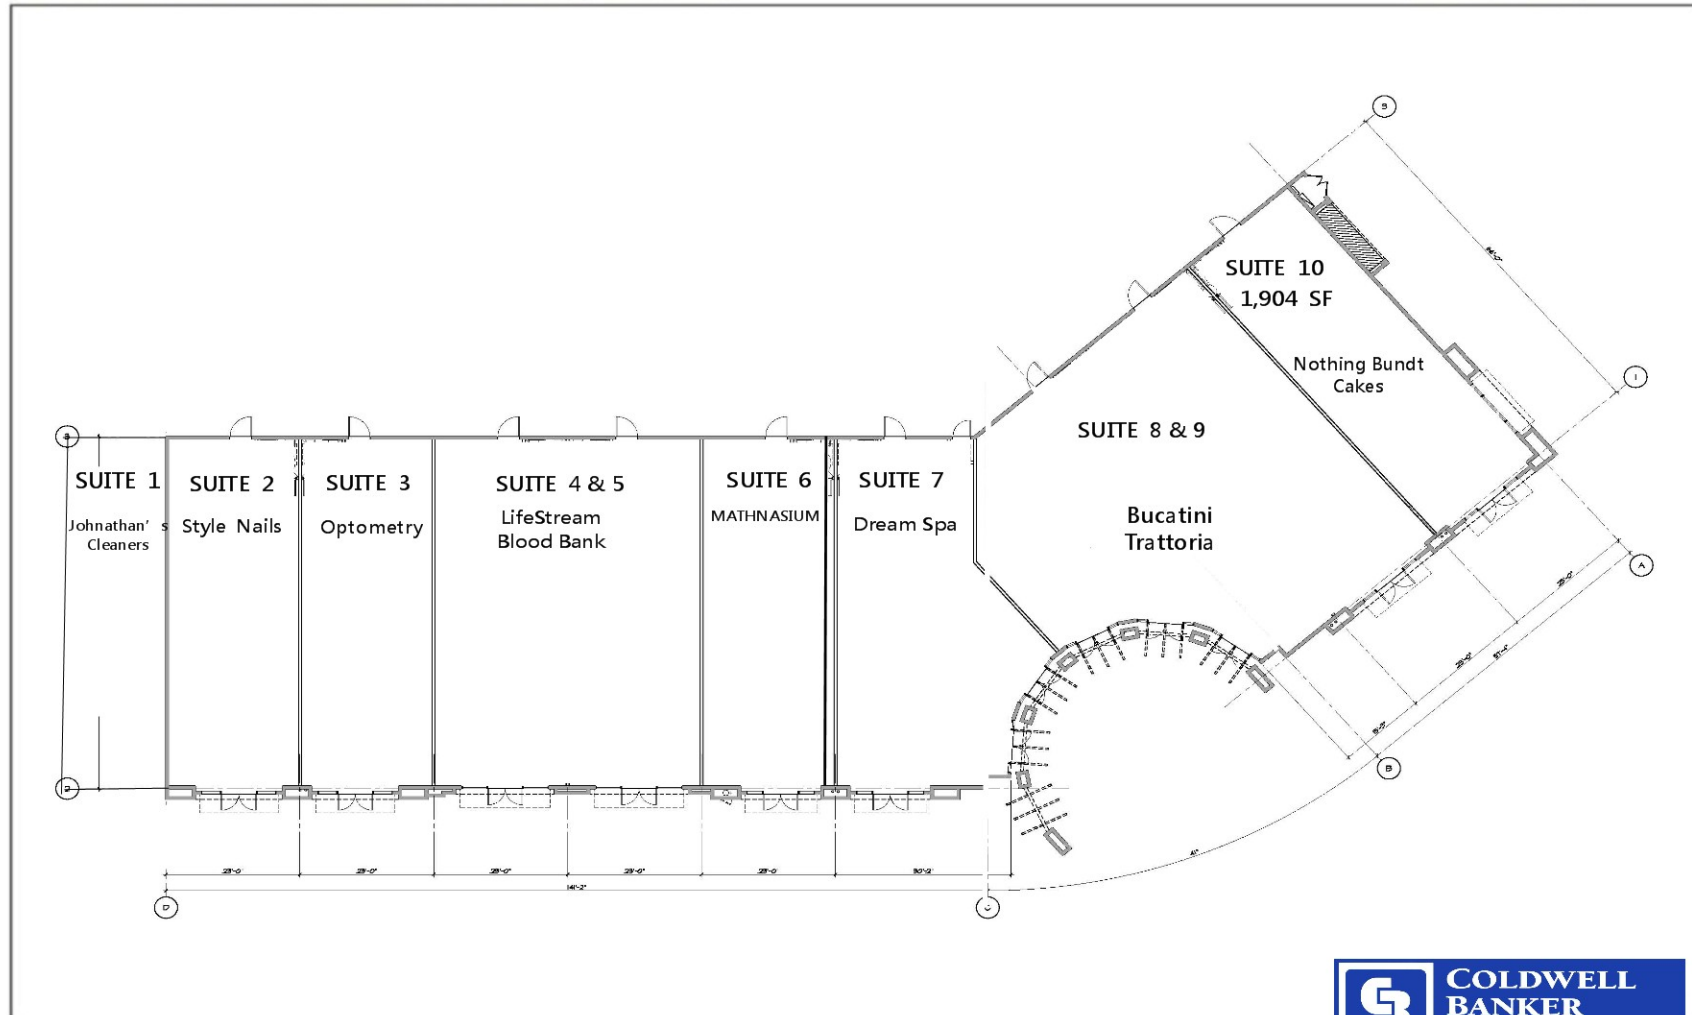 SUITE 1
Johnathan' s
Cleaners
SUITE 2
Style Nails
SUITE 3
Optometry
SUITE 4 & 5
LifeStream
Blood Bank
SUITE 6
MATHNASIUM
SUITE 7
Dream Spa
SUITE 8 & 9
Bucatini
Trattoria
SUITE 10
1,904 SF
Nothing Bundt
Cakes
A
B
D
COLDWELL
BANKER